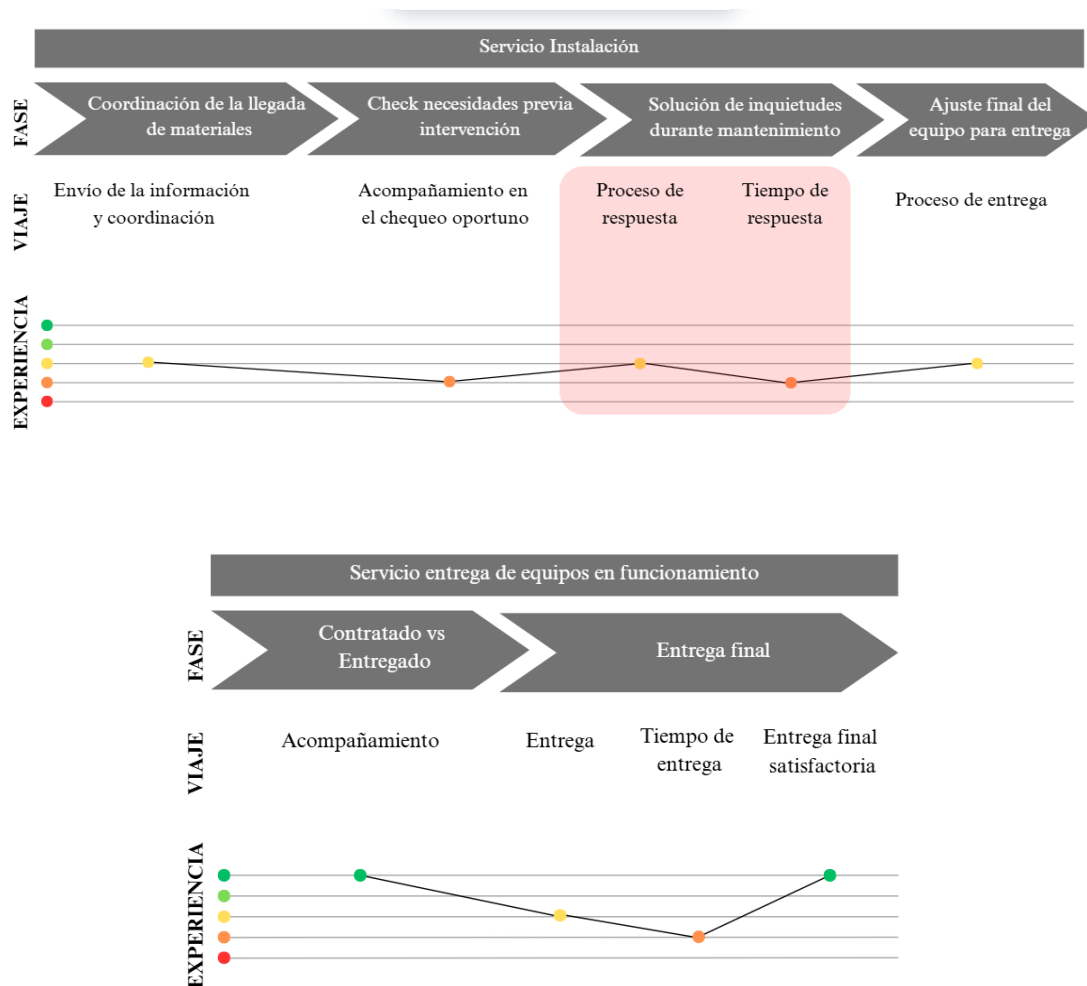 Servicio Instalación
FASE
Coordinación de la llegada
de materiales
Check necesidades previa
intervención
Solución de inquietudes
durante mantenimiento
Ajuste final del
equipo para entrega
VIAJE
Envío de la información
y coordinación
Acompañamiento en
el chequeo oportuno
Proceso de
respuesta
Tiempo de
respuesta
Proceso de entrega
EXPERIENCIA
Servicio entrega de equipos en funcionamiento
FASE
Contratado vs
Entregado
Entrega final
VIAJE
Acompañamiento
Entrega
Tiempo de
entrega
Entrega final
satisfactoria
EXPERIENCIA